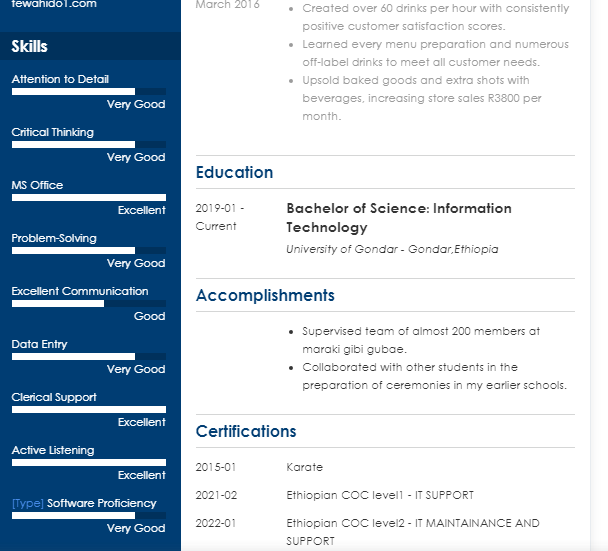 fewahido1.com
Skills
Attention to Detail
Very Good
Critical Thinking
Very Good
MS Office
Excellent
Problem-Solving
Very Good
Excellent Communication
Good
Data Entry
Very Good
Clerical Support
Excellent
Active Listening
Excellent
[Type] Software Proficiency
Very Good
March 2016
Created over 60 drinks per hour with consistently
positive customer satisfaction scores.
Learned every menu preparation and numerous
off-label drinks to meet all customer needs.
Upsold baked goods and extra shots with
beverages, increasing store sales R3800 per
month.
Education
2019-01 -
Current
Bachelor of Science: Information
Technology
University of Gondar - Gondar,Ethiopia
Accomplishments
Supervised team of almost 200 members at
maraki gibi gubae.
Collaborated with other students in the
preparation of ceremonies in my earlier schools.
Certifications
2015-01 Karate
2021-02 Ethiopian COC level1 - IT SUPPORT
2022-01 Ethiopian COC level2 - IT MAINTAINANCE AND
SUPPORT